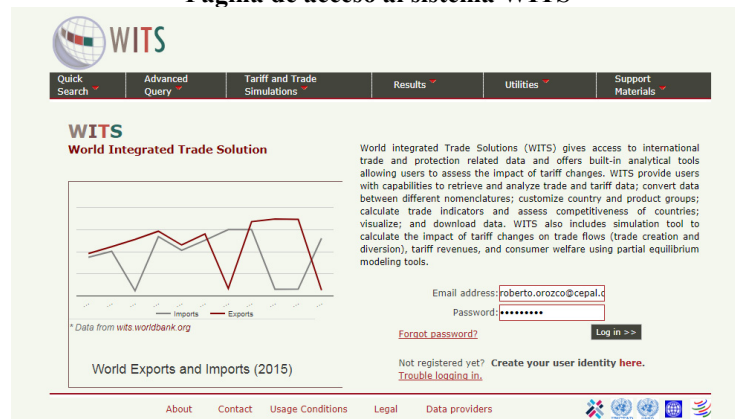 Página de acceso al sistema WITS
WITS
Quick Search
Advanced Query
Tariff and Trade Simulations
Results
Utilities
Support Materials
WITS
World Integrated Trade Solution
World integrated Trade Solutions (WITS) gives access to international
trade and protection related data and offers built-in analytical tools
allowing users to assess the impact of tariff changes. WITS provide users
with capabilities to retrieve and analyze trade and tariff data; convert data
between different nomenclatures; customize country and product groups;
calculate trade indicators and assess competitiveness of countries;
visualize; and download data. WITS also includes simulation tool to
calculate the impact of tariff changes on trade flows (trade creation and
diversion), tariff revenues, and consumer welfare using partial equilibrium
modeling tools.
Imports Exports
* Data from wits.worldbank.org
World Exports and Imports (2015)
Email address: roberto.orozco@cepal.c
Password: •••••••••
Forgot password?
Log in >>
Not registered yet? Create your user identity here.
Trouble logging in.
About Contact Usage Conditions Legal Data providers